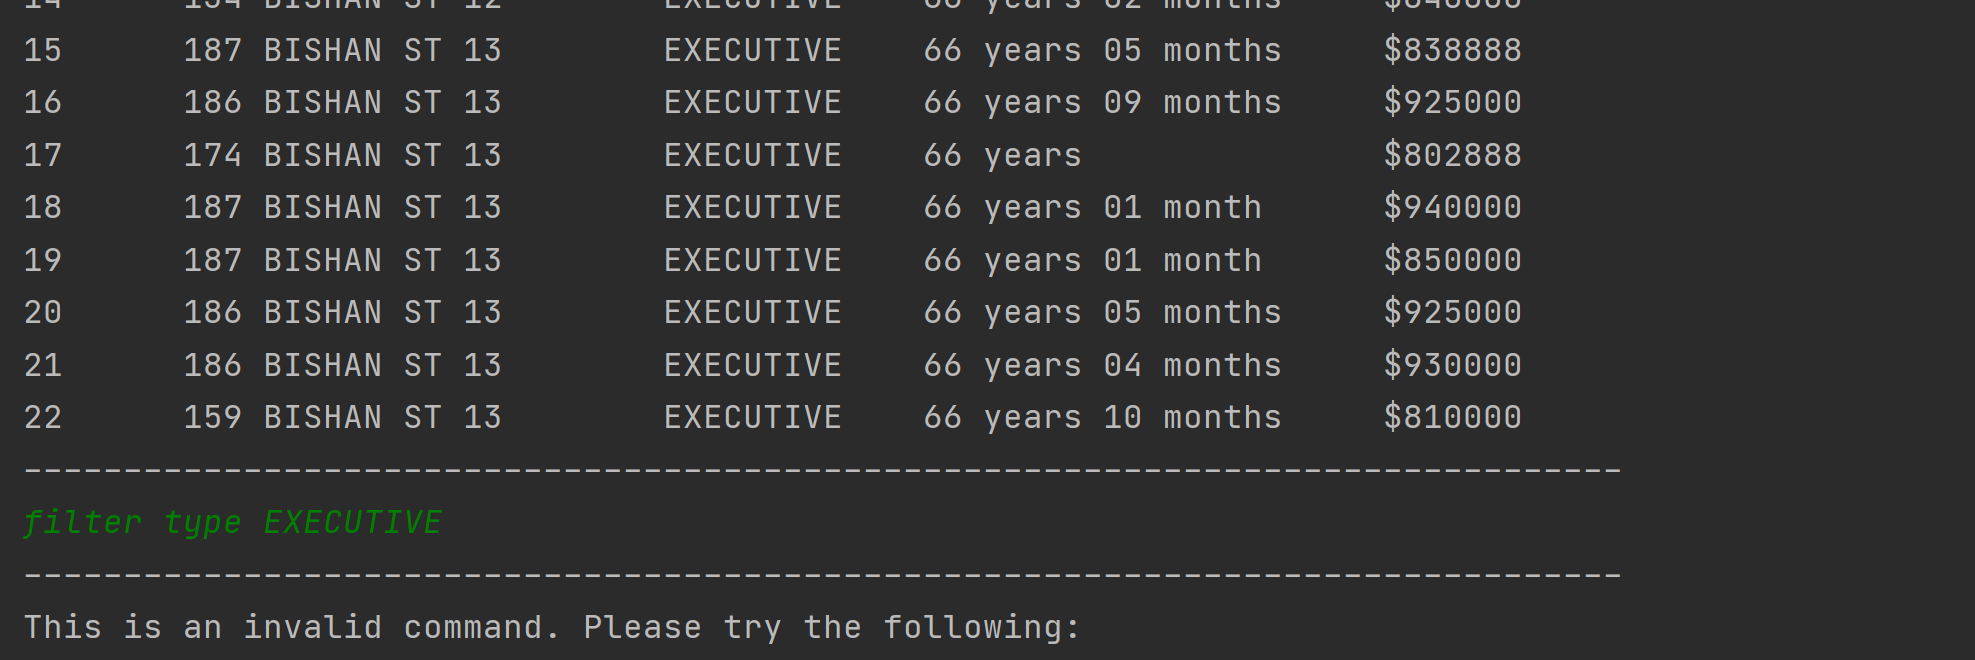 15      187 BISHAN ST 13        EXECUTIVE    66 years 05 months     $838888
16      186 BISHAN ST 13        EXECUTIVE    66 years 09 months     $925000
17      174 BISHAN ST 13        EXECUTIVE    66 years               $802888
18      187 BISHAN ST 13        EXECUTIVE    66 years 01 month      $940000
19      187 BISHAN ST 13        EXECUTIVE    66 years 01 month      $850000
20      186 BISHAN ST 13        EXECUTIVE    66 years 05 months     $925000
21      186 BISHAN ST 13        EXECUTIVE    66 years 04 months     $930000
22      159 BISHAN ST 13        EXECUTIVE    66 years 10 months     $810000
--------------------------------------------------------------------------------
filter type EXECUTIVE
--------------------------------------------------------------------------------
This is an invalid command. Please try the following: